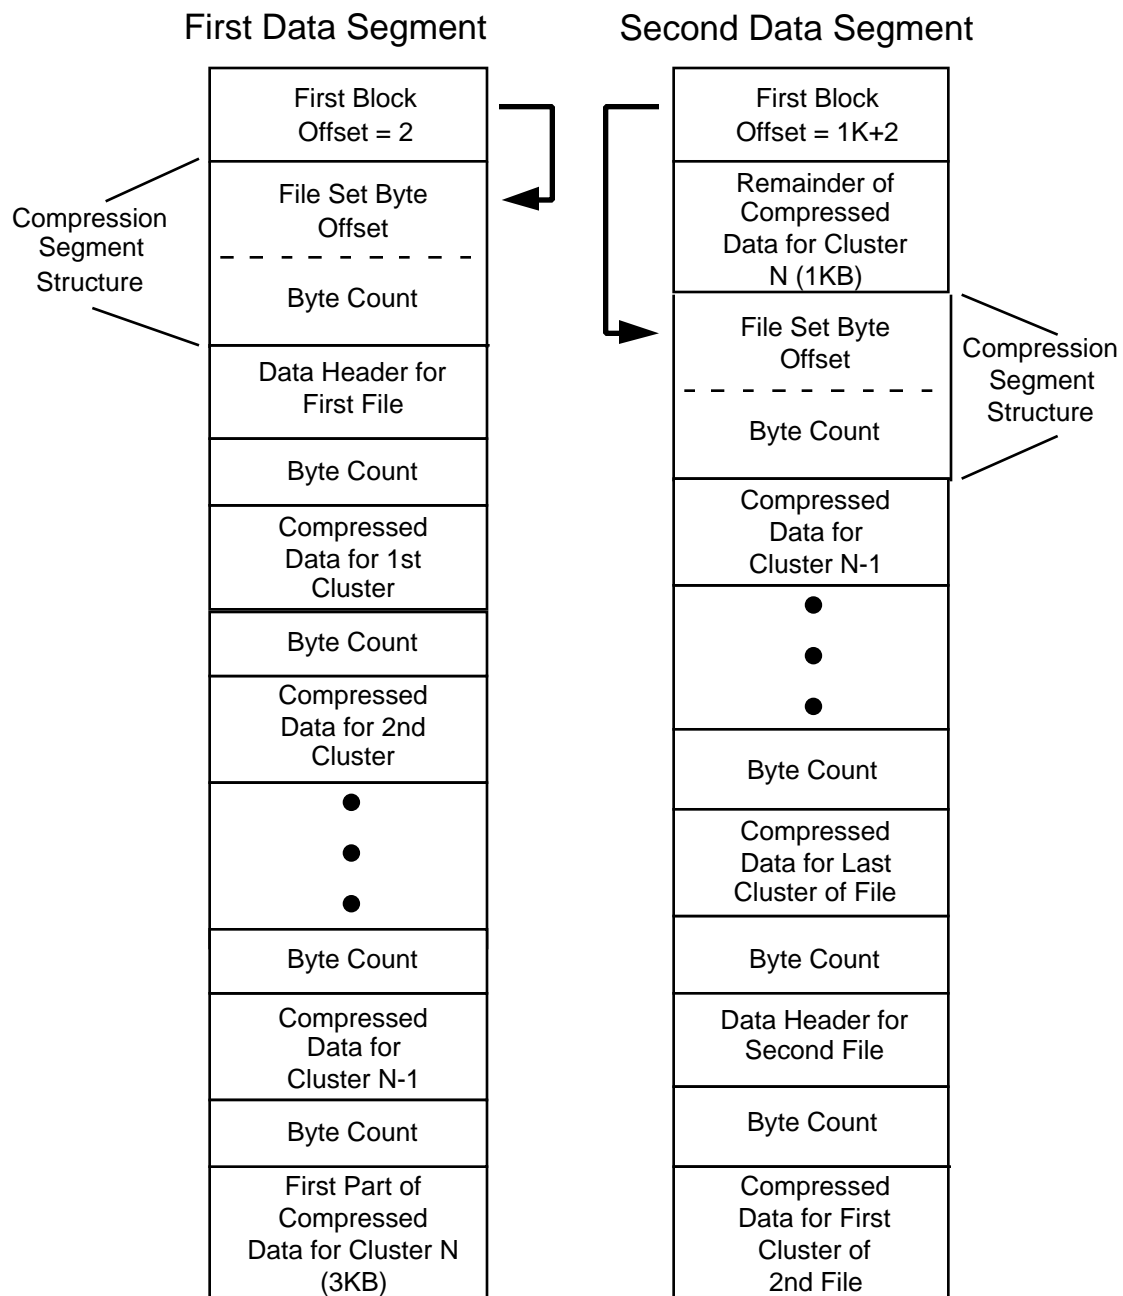 First Data Segment
First Block
Offset = 2
File Set Byte
Offset
Byte Count
Compression
Segment
Structure
Data Header for
First File
Byte Count
Compressed
Data for 1st
Cluster
Byte Count
Compressed
Data for 2nd
Cluster
Byte Count
Compressed
Data for
Cluster N-1
Byte Count
First Part of
Compressed
Data for Cluster N
(3KB)
Second Data Segment
First Block
Offset = 1K+2
Remainder of
Compressed
Data for Cluster
N (1KB)
File Set Byte
Offset
Byte Count
Compression
Segment
Structure
Compressed
Data for
Cluster N-1
Byte Count
Compressed
Data for Last
Cluster of File
Byte Count
Data Header for
Second File
Byte Count
Compressed
Data for First
Cluster of
2nd File